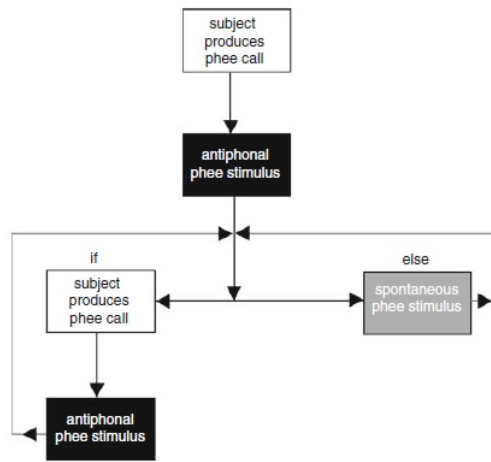 subject
produces
phee call
antiphonal
phee stimulus
if
else
subject
produces
phee call
spontaneous
phee stimulus
antiphonal
phee stimulus